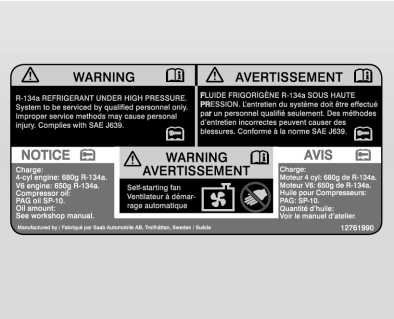 WARNING
R-134a REFRIGERANT UNDER HIGH PRESSURE.
System to be serviced by qualified personnel only.
Improper service methods may cause personal
injury. Complies with SAE J639.
AVERTISSEMENT
FLUIDE FRIGORIGÈNE R-134a SOUS HAUTE
PRESSION. L'entretien du système doit être effectué
par un personnel qualifié seulement. Des méthodes
d'entretien incorrectes peuvent causer des
blessures. Conforme à la norme SAE J639.
NOTICE
Charge:
4-cyl engine: 680g R-134a.
V6 engine: 650g R-134a.
Compressor oil:
PAG oil SP-10.
Oil amount:
See workshop manual.
WARNING
AVERTISSEMENT
Self-starting fan
Ventilateur à démar-
rage automatique
AVIS
Charge:
Moteur 4 cyl: 680g de R-134a.
Moteur V6: 650g de R-134a.
Huile pour Compresseurs:
PAG: SP-10.
Quantité d'huile:
Voir le manuel d'atelier.
Manufactured by / Fabriqué par Saab Automobile AB, Trollhättan, Sweden / Suède
12761990